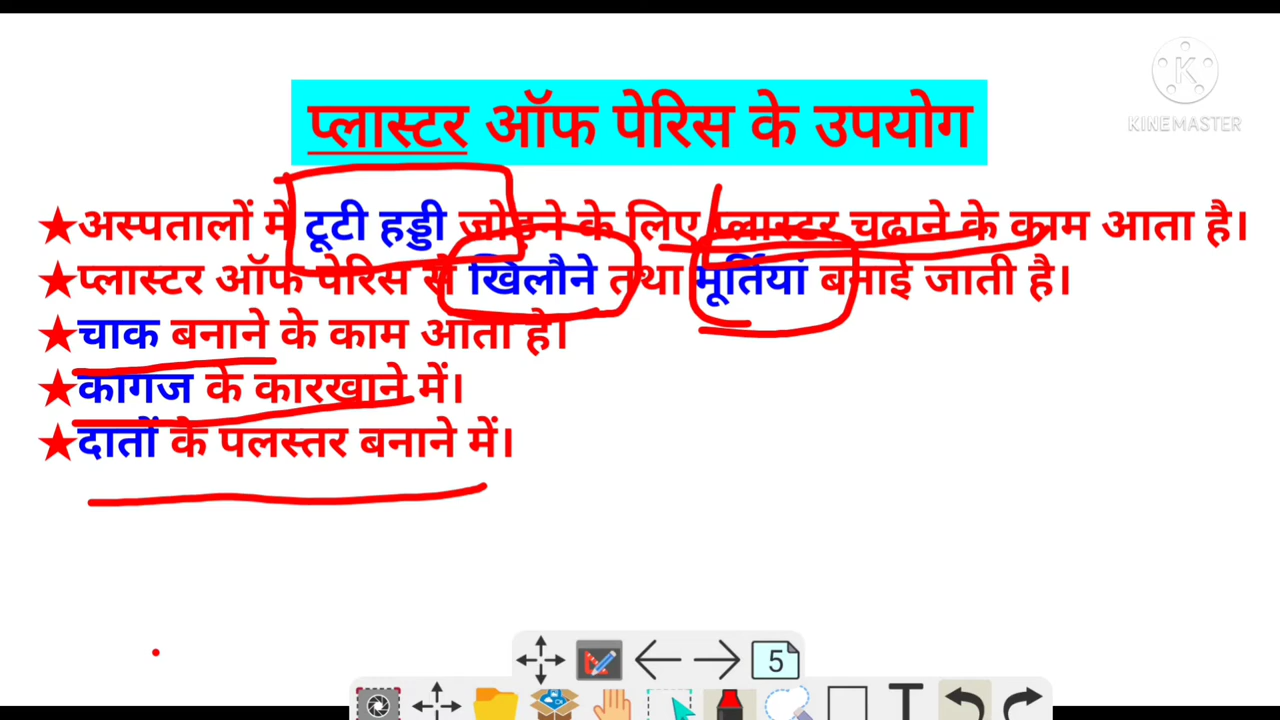 प्लास्टर ऑफ पेरिस के उपयोग
K
KINEMASTER
★अस्पतालों में टूटी हड्डी जोड़ने के लिए प्लास्टर चढ़ाने के काम आता है।
★प्लास्टर ऑफ पेरिस से खिलौने तथा मूर्तियां बनाई जाती है।
★चाक बनाने के काम आता है।
★कागज के कारखाने में।
★दातों के पलस्तर बनाने में।
5
T